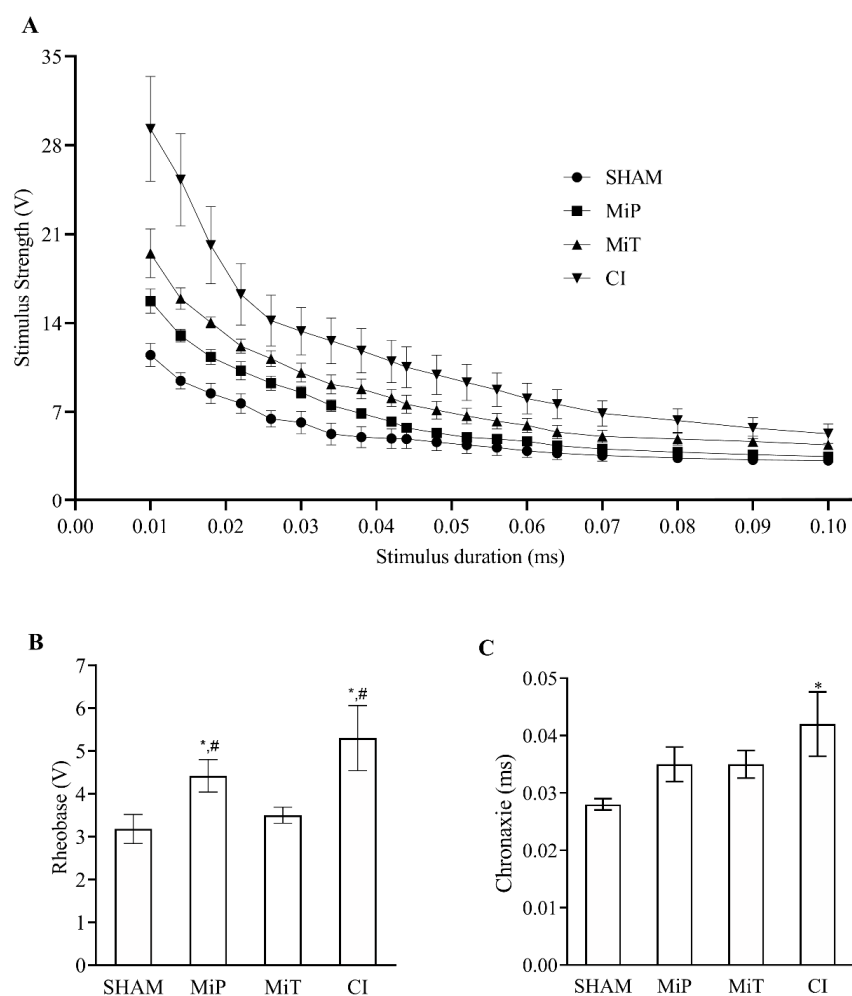 A
35
28
21
14
7
0
Stimulus Strength (V)
SHAM
MiP
MiT
CI
0.00 0.01 0.02 0.03 0.04 0.05 0.06 0.07 0.08 0.09 0.10
Stimulus duration (ms)
B
7
6
5
4
3
2
1
0
Rheobase (V)
*,#
*,#
SHAM MiP MiT CI
C
0.05
0.04
0.03
0.02
0.01
0.00
Chronaxie (ms)
*
SHAM MiP MiT CI